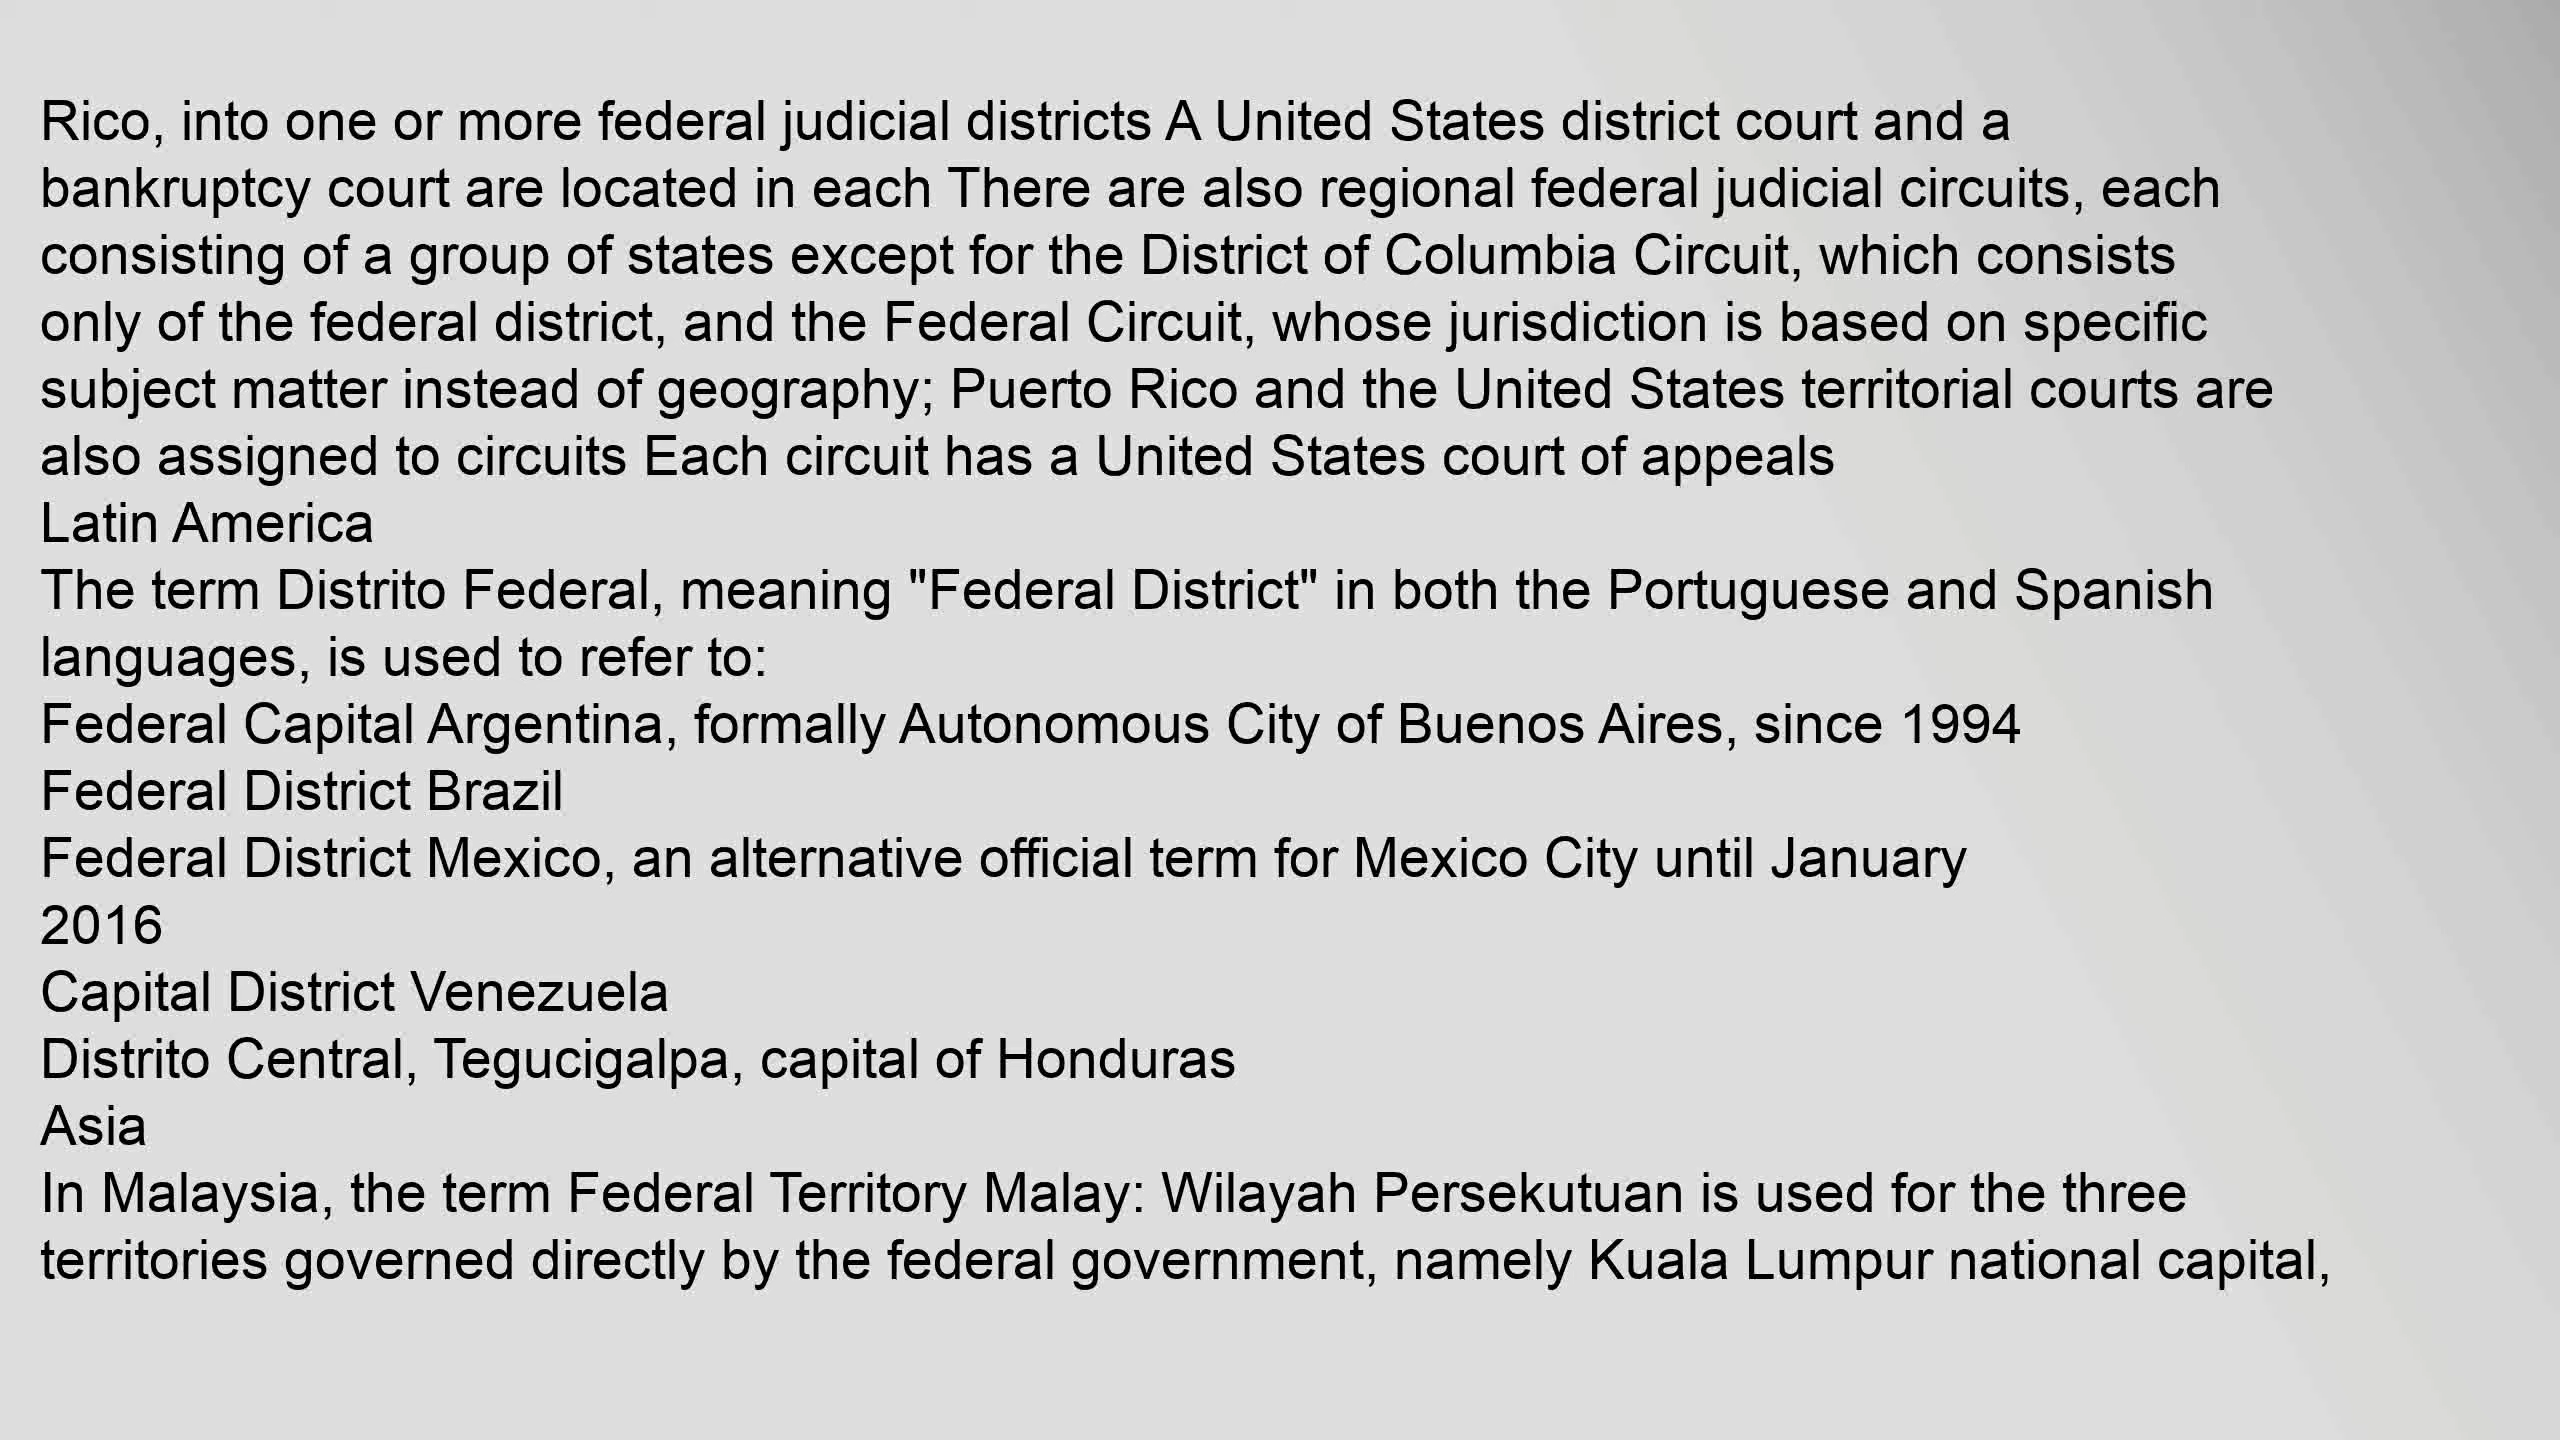 Rico, into one or more federal judicial districts A United States district court and a
bankruptcy court are located in each There are also regional federal judicial circuits, each
consisting of a group of states except for the District of Columbia Circuit, which consists
only of the federal district, and the Federal Circuit, whose jurisdiction is based on specific
subject matter instead of geography; Puerto Rico and the United States territorial courts are
also assigned to circuits Each circuit has a United States court of appeals
Latin America
The term Distrito Federal, meaning "Federal District" in both the Portuguese and Spanish
languages, is used to refer to:
Federal Capital Argentina, formally Autonomous City of Buenos Aires, since 1994
Federal District Brazil
Federal District Mexico, an alternative official term for Mexico City until January
2016
Capital District Venezuela
Distrito Central, Tegucigalpa, capital of Honduras
Asia
In Malaysia, the term Federal Territory Malay: Wilayah Persekutuan is used for the three
territories governed directly by the federal government, namely Kuala Lumpur national capital,